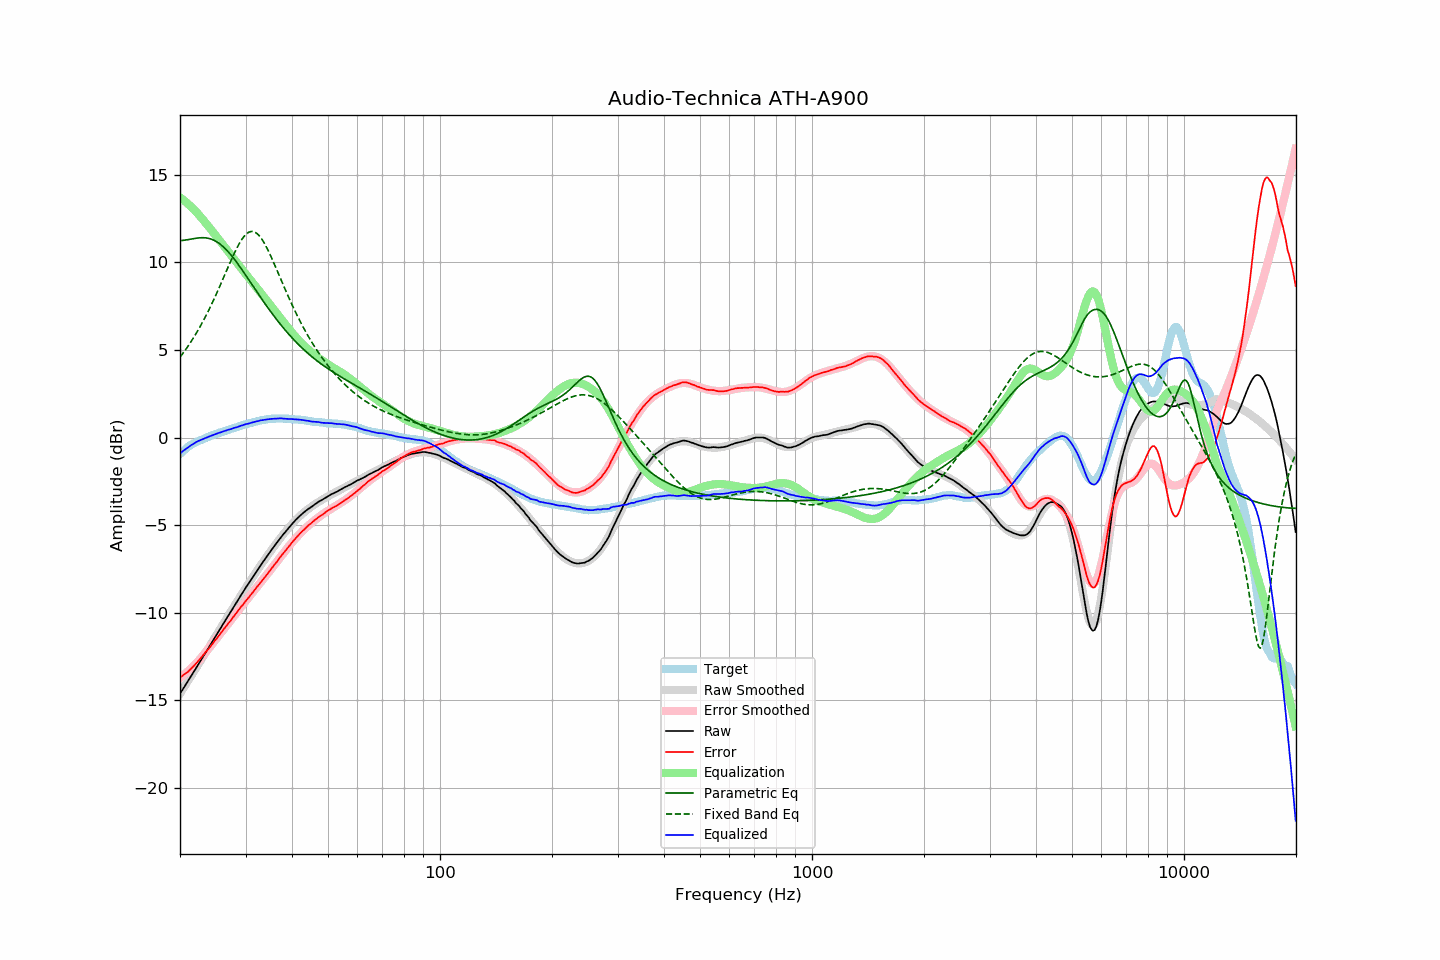 Audio-Technica ATH-A900
Amplitude (dBr)
15
10
5
0
−5
−10
−15
−20
Target
Raw Smoothed
Error Smoothed
Raw
Error
Equalization
Parametric Eq
Fixed Band Eq
Equalized
100 1000 10000
Frequency (Hz)